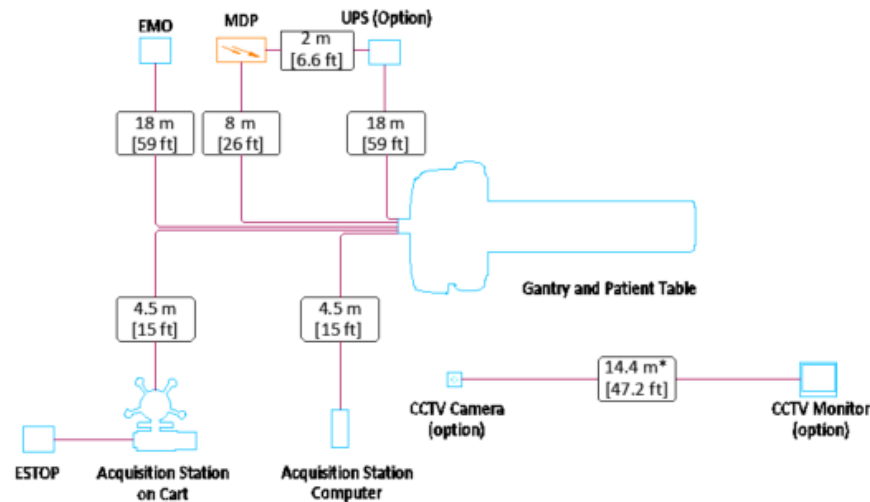 EMO
MDP
UPS (Option)
2 m
[6.6 ft]
18 m
[59 ft]
8 m
[26 ft]
18 m
[59 ft]
Gantry and Patient Table
4.5 m
[15 ft]
4.5 m
[15 ft]
14.4 m*
[47.2 ft]
CCTV Camera
(option)
CCTV Monitor
(option)
ESTOP
Acquisition Station
on Cart
Acquisition Station
Computer